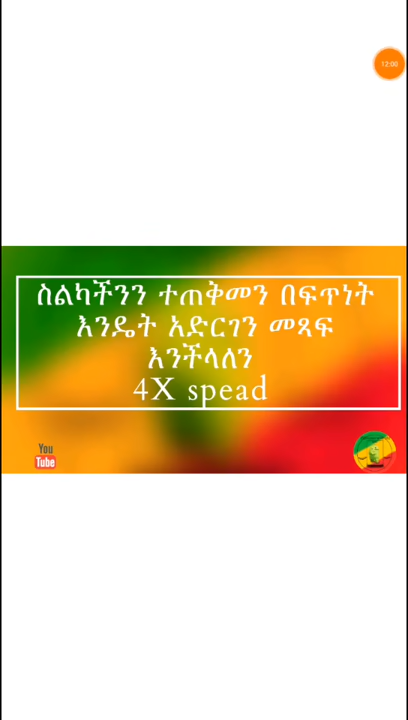 12:00
ስልካችንን ተጠቅመን በፍጥነት
እንዴት አድርገን መጻፍ
እንችላለን
4X spead
You
Tube